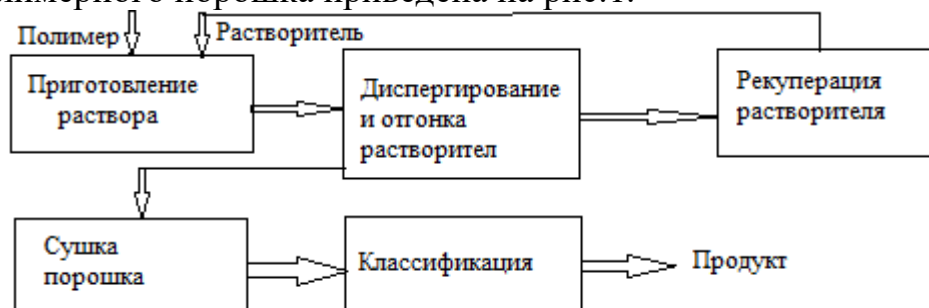 Полимер
Растворитель
Приготовление
раствора
Диспергирование
и отгонка
растворител
Рекуперация
растворителя
Сушка
порошка
Классификация
Продукт